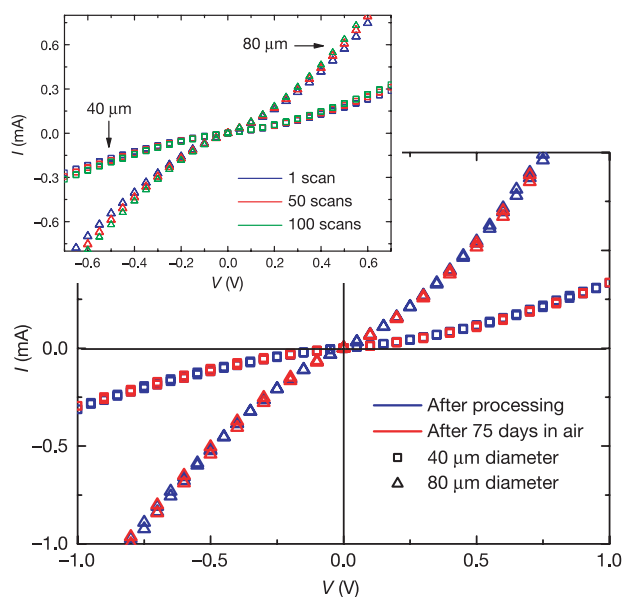 0.6
0.3
0.0
−0.3
−0.6
I (mA)
80 μm
40 μm
1 scan
50 scans
100 scans
−0.6 −0.4 −0.2 0.0 0.2 0.4 0.6
V (V)
0.0
−0.5
−1.0
I (mA)
After processing
After 75 days in air
40 μm diameter
80 μm diameter
−1.0 −0.5 0.0 0.5 1.0
V (V)